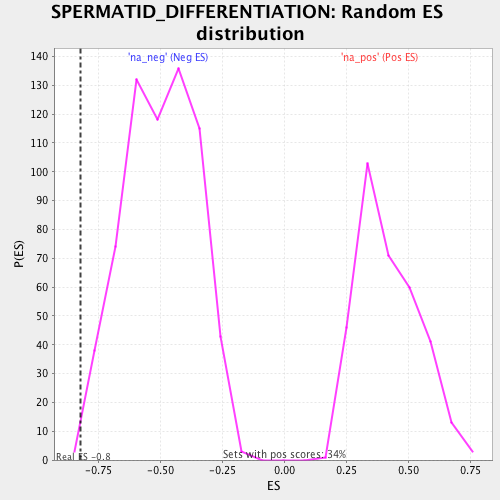 SPERMATID_DIFFERENTIATION: Random ES
distribution
'na_neg' (Neg ES)
'na_pos' (Pos ES)
140
130
120
110
100
90
80
70
60
50
40
30
20
10
0
P(ES)
Real ES -0.8
Sets with pos scores: 34%
-0.75
-0.50
-0.25
0.00
0.25
0.50
0.75
ES